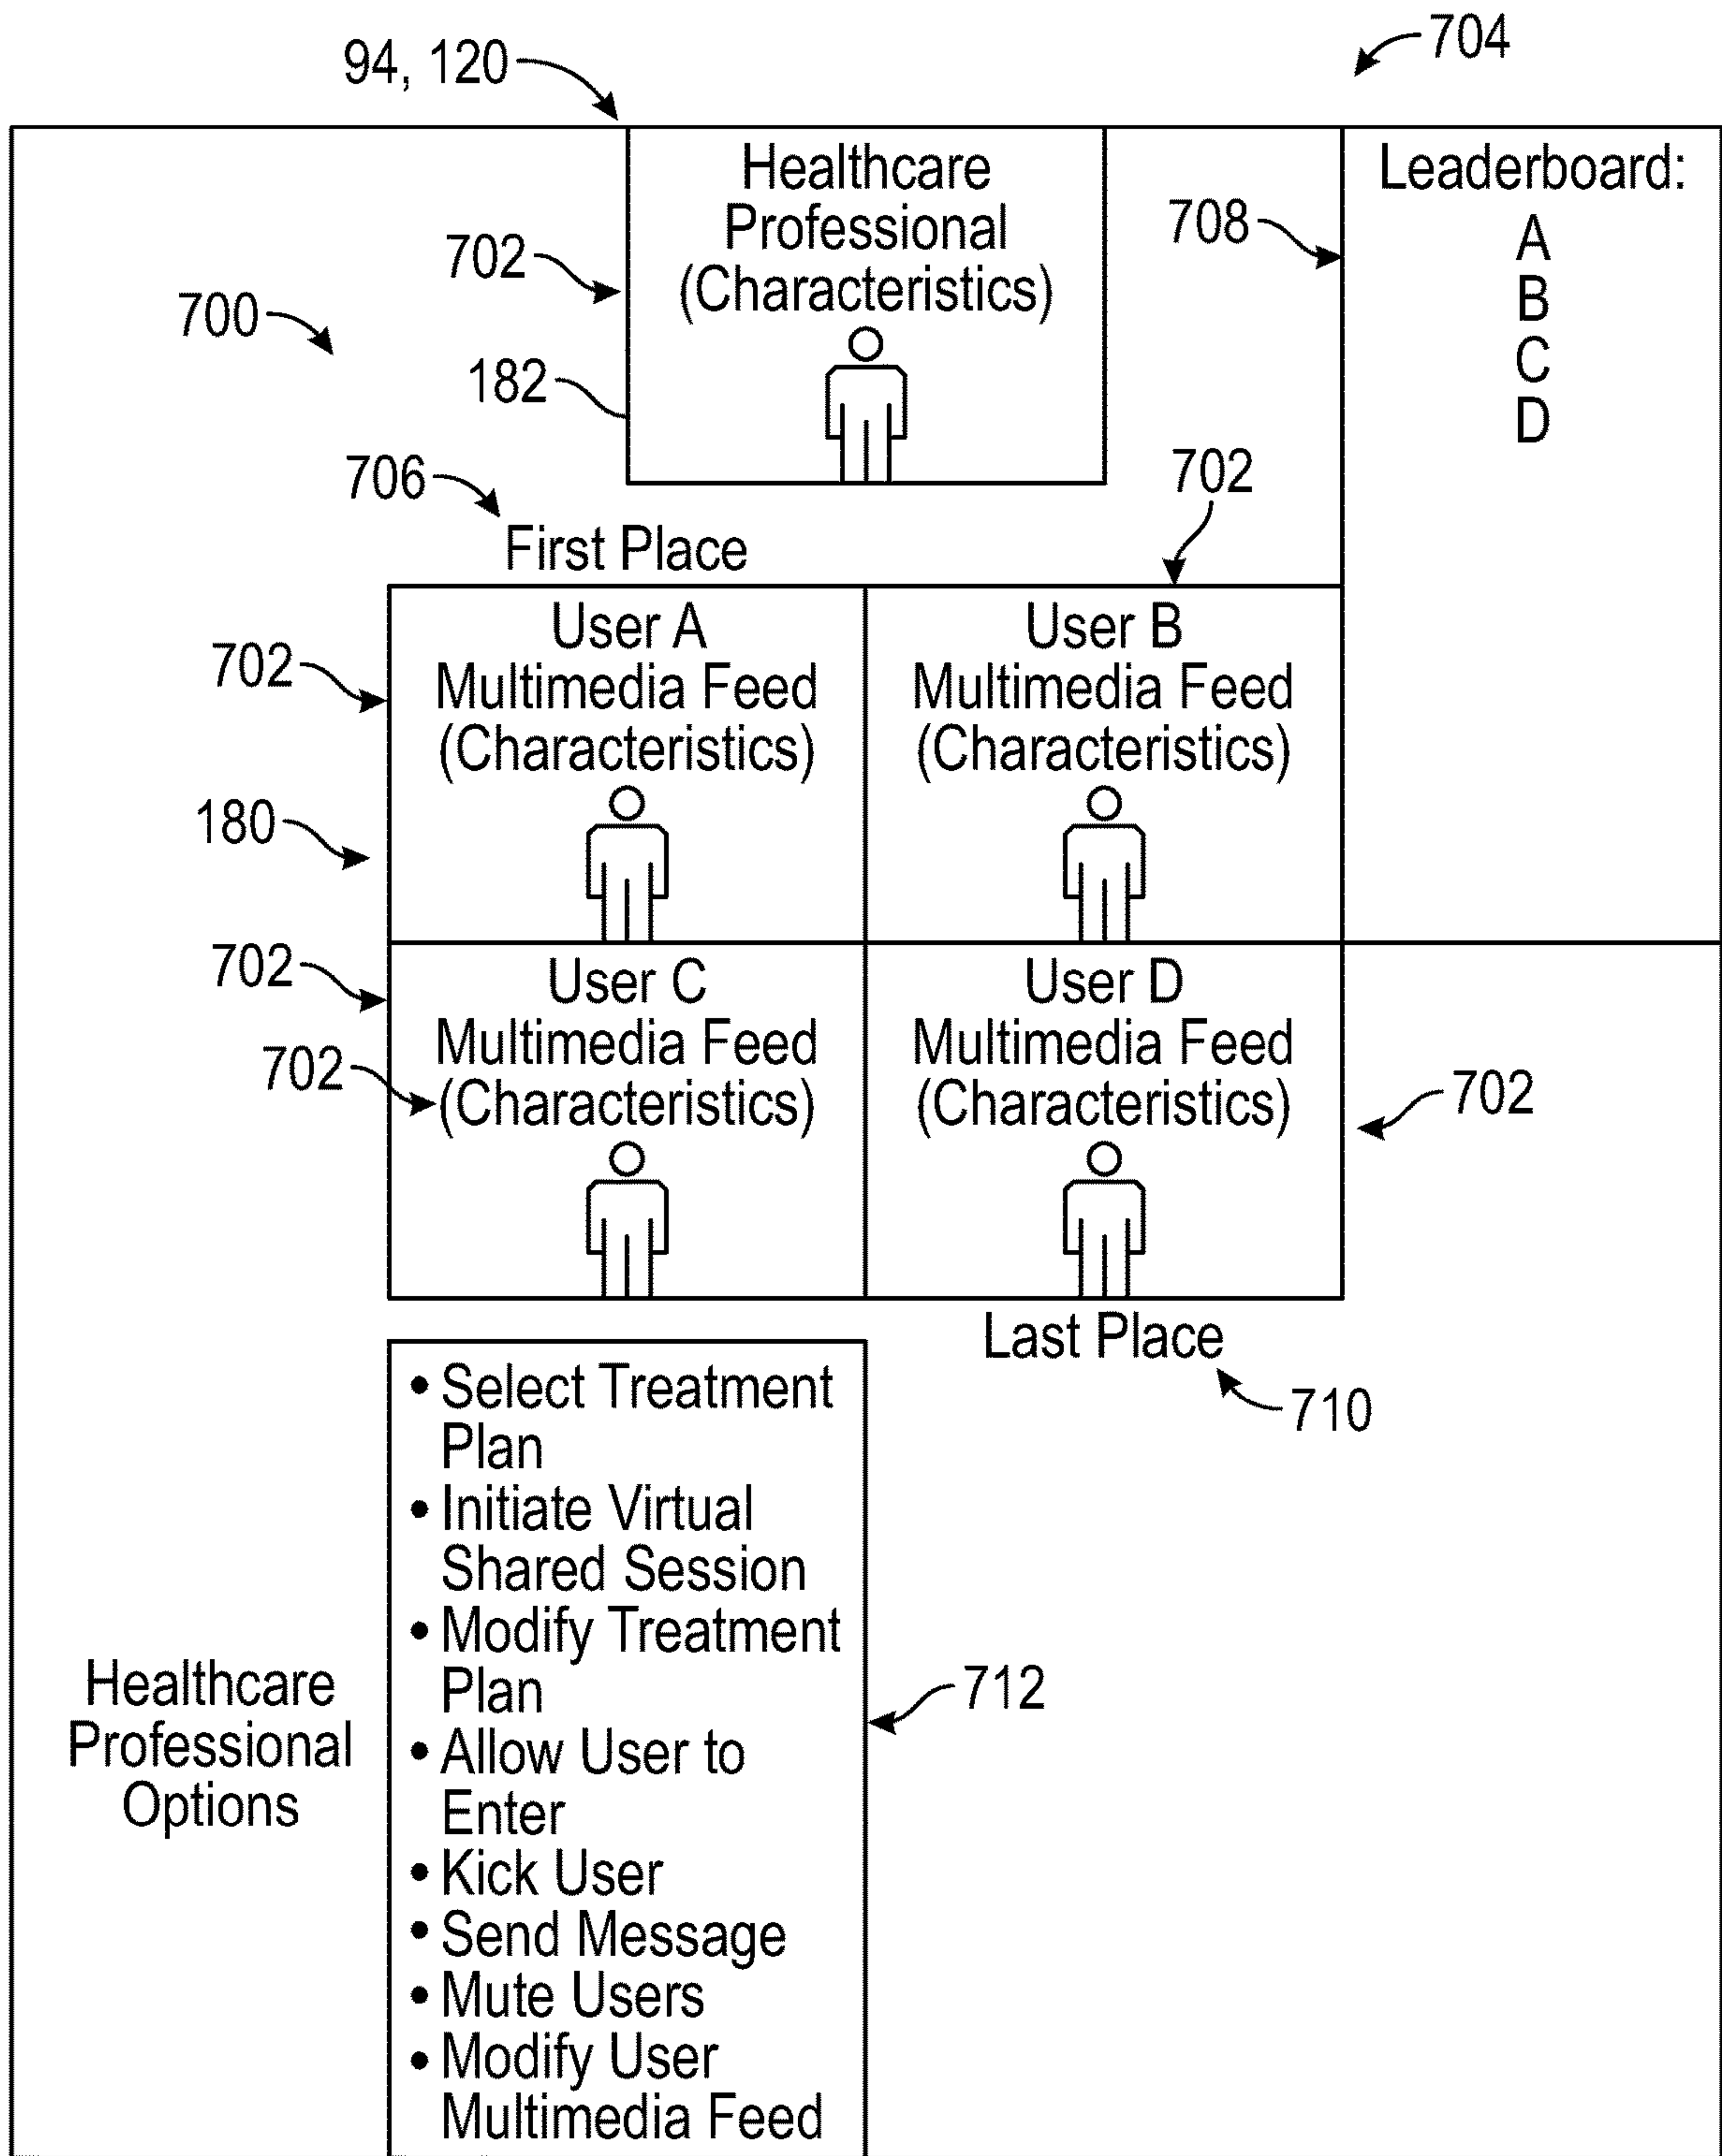 704
94, 120
Healthcare
Professional
(Characteristics)
Leaderboard:
A
B
C
D
708
702
700
182
706
First Place
702
User A
Multimedia Feed
(Characteristics)
User B
Multimedia Feed
(Characteristics)
702
180
702
User C
Multimedia Feed
(Characteristics)
User D
Multimedia Feed
(Characteristics)
702
702
Last Place
710
• Select Treatment
Plan
• Initiate Virtual
Shared Session
• Modify Treatment
Plan
• Allow User to
Enter
• Kick User
• Send Message
• Mute Users
• Modify User
Multimedia Feed
712
Healthcare
Professional
Options